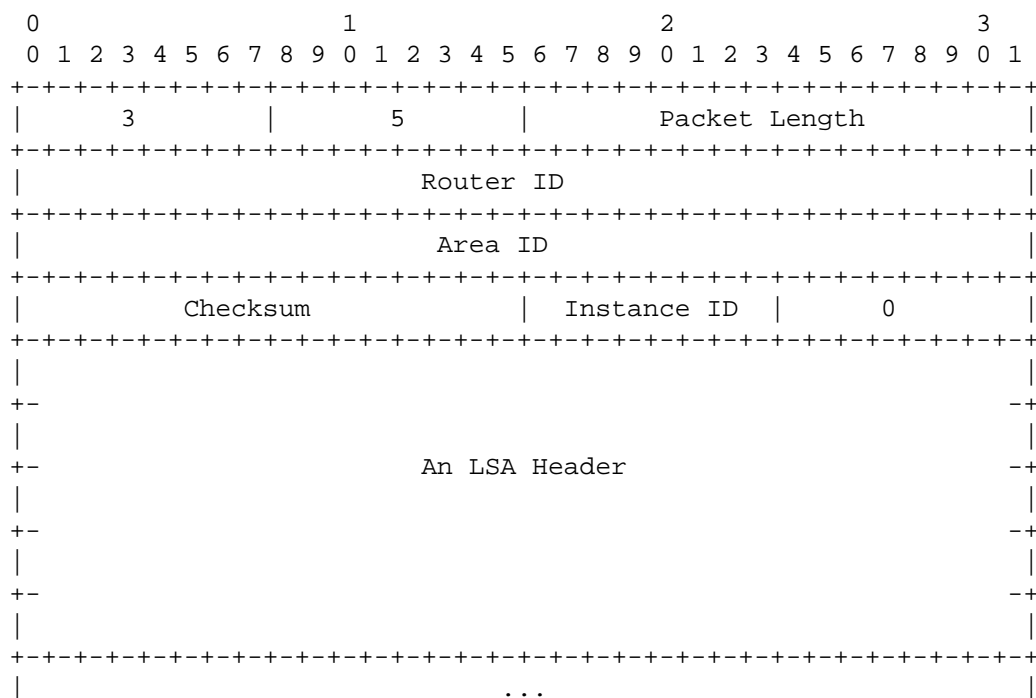 0                   1                   2                   3
0 1 2 3 4 5 6 7 8 9 0 1 2 3 4 5 6 7 8 9 0 1 2 3 4 5 6 7 8 9 0 1
+-+-+-+-+-+-+-+-+-+-+-+-+-+-+-+-+-+-+-+-+-+-+-+-+-+-+-+-+-+-+-+-+
|      3        |       5       |        Packet Length          |
+-+-+-+-+-+-+-+-+-+-+-+-+-+-+-+-+-+-+-+-+-+-+-+-+-+-+-+-+-+-+-+-+
|                         Router ID                             |
+-+-+-+-+-+-+-+-+-+-+-+-+-+-+-+-+-+-+-+-+-+-+-+-+-+-+-+-+-+-+-+-+
|                          Area ID                              |
+-+-+-+-+-+-+-+-+-+-+-+-+-+-+-+-+-+-+-+-+-+-+-+-+-+-+-+-+-+-+-+-+
|          Checksum             |  Instance ID  |      0        |
+-+-+-+-+-+-+-+-+-+-+-+-+-+-+-+-+-+-+-+-+-+-+-+-+-+-+-+-+-+-+-+-+
|                                                               |
+-                                                             -+
|                                                               |
+-                        An LSA Header                        -+
|                                                               |
+-                                                             -+
|                                                               |
+-                                                             -+
|                                                               |
+-+-+-+-+-+-+-+-+-+-+-+-+-+-+-+-+-+-+-+-+-+-+-+-+-+-+-+-+-+-+-+-+
|                              ...                              |